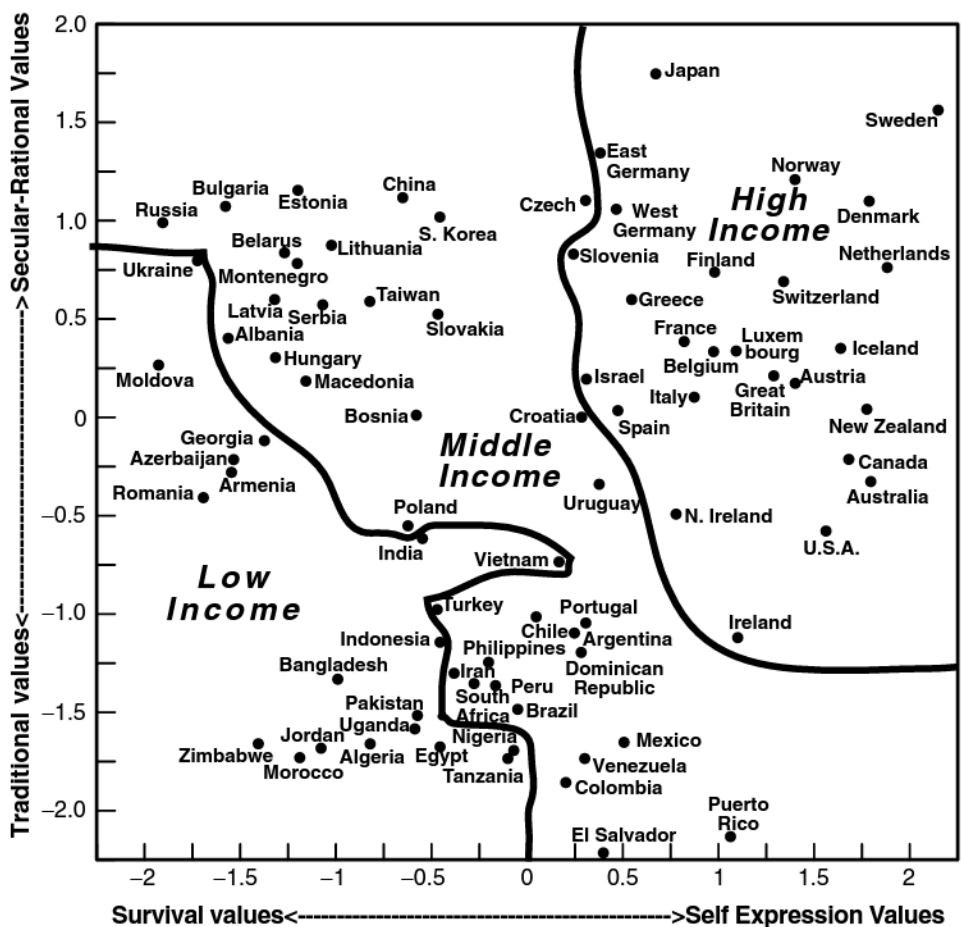 Traditional values<-------------------------------->Secular-Rational Values
2.0
1.5
1.0
0.5
0
−0.5
−1.0
−1.5
−2.0
Japan
Sweden
East
Germany
Norway
Bulgaria
Estonia
China
Russia
S. Korea
Czech
West
Germany
High
Income
Denmark
Belarus
Lithuania
Ukraine
Montenegro
Slovenia
Finland
Netherlands
Taiwan
Latvia
Serbia
Slovakia
Greece
Switzerland
Albania
France
Luxem
bourg
Iceland
Hungary
Belgium
Moldova
Macedonia
Israel
Great
Britain
Austria
Italy
Bosnia
Croatia
Spain
New Zealand
Georgia
Middle
Income
Azerbaijan
Armenia
Canada
Romania
Uruguay
Australia
Poland
N. Ireland
India
U.S.A.
Vietnam
Low
Income
Turkey
Portugal
Chile
Argentina
Ireland
Indonesia
Philippines
Bangladesh
Iran
Dominican
Republic
South
Africa
Peru
Pakistan
Brazil
Uganda
Nigeria
Jordan
Mexico
Zimbabwe
Algeria
Egypt
Morocco
Tanzania
Venezuela
Colombia
Puerto
Rico
El Salvador
−2
−1.5
−1
−0.5
0
0.5
1
1.5
2
Survival values<-------------------------------->Self Expression Values